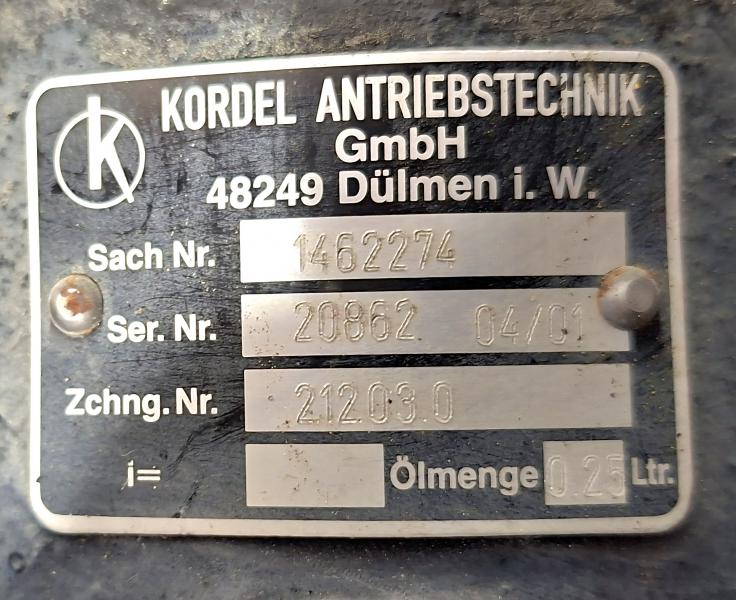 K KORDEL ANTRIEBSTECHNIK
GmbH
48249 Dülmen i. W.
Sach Nr. 1462274
Ser. Nr. 20862 04/01
Zchng. Nr. 21203.0
i= Ölmenge 0.25 Ltr.